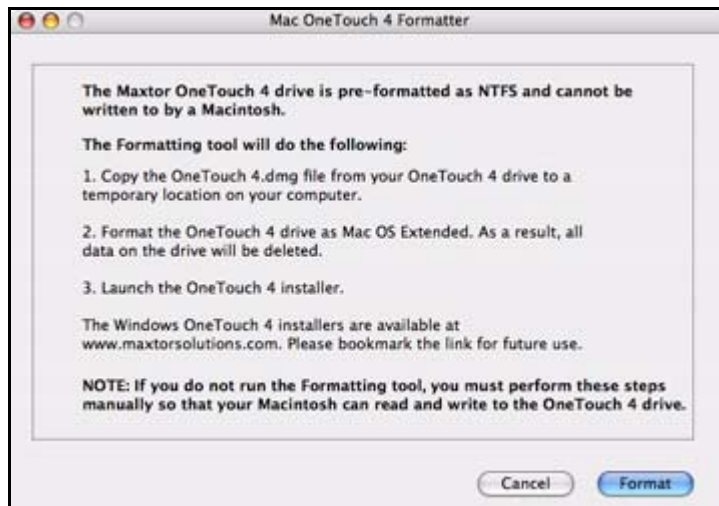 Mac OneTouch 4 Formatter
The Maxtor OneTouch 4 drive is pre-formatted as NTFS and cannot be
written to by a Macintosh.
The Formatting tool will do the following:
1. Copy the OneTouch 4.dmg file from your OneTouch 4 drive to a
temporary location on your computer.
2. Format the OneTouch 4 drive as Mac OS Extended. As a result, all
data on the drive will be deleted.
3. Launch the OneTouch 4 installer.
The Windows OneTouch 4 installers are available at
www.maxtorsolutions.com. Please bookmark the link for future use.
NOTE: If you do not run the Formatting tool, you must perform these steps
manually so that your Macintosh can read and write to the OneTouch 4 drive.
Cancel
Format